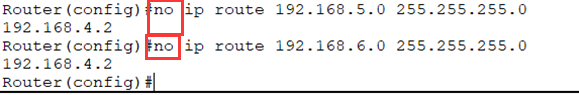 Router(config)#no ip route 192.168.5.0 255.255.255.0
192.168.4.2
Router(config)#no ip route 192.168.6.0 255.255.255.0
192.168.4.2
Router(config)#